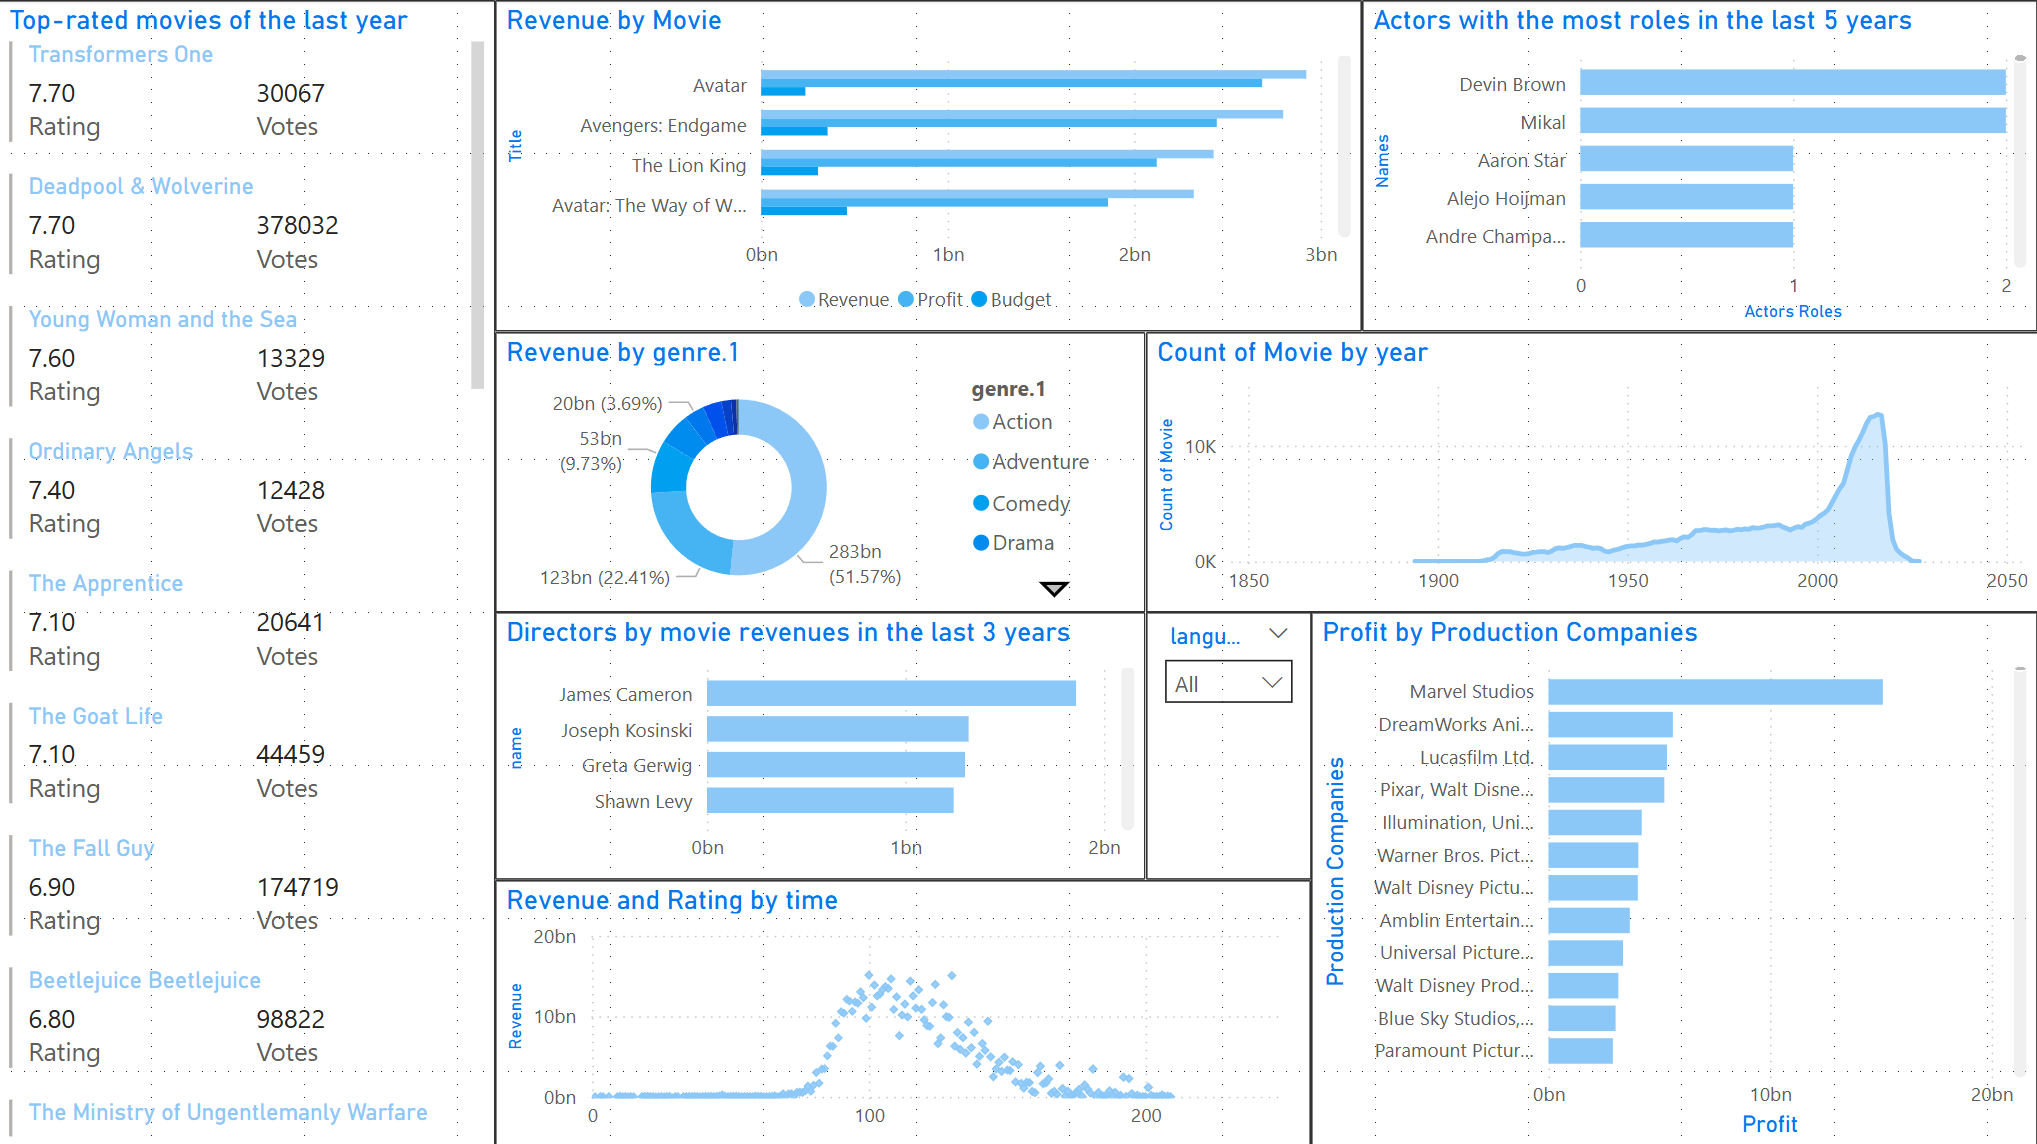 Top-rated movies of the last year
Transformers One
7.70 30067
Rating Votes
Deadpool & Wolverine
7.70 378032
Rating Votes
Young Woman and the Sea
7.60 13329
Rating Votes
Ordinary Angels
7.40 12428
Rating Votes
The Apprentice
7.10 20641
Rating Votes
The Goat Life
7.10 44459
Rating Votes
The Fall Guy
6.90 174719
Rating Votes
Beetlejuice Beetlejuice
6.80 98822
Rating Votes
The Ministry of Ungentlemanly Warfare
Revenue by Movie
Title
Avatar
Avengers: Endgame
The Lion King
Avatar: The Way of W...
0bn 1bn 2bn 3bn
Revenue Profit Budget
Actors with the most roles in the last 5 years
Names
Devin Brown
Mikal
Aaron Star
Alejo Hoijman
Andre Champa...
0 1 2
Actors Roles
Revenue by genre.1
20bn (3.69%)
53bn
(9.73%)
123bn (22.41%)
283bn
(51.57%)
genre.1
Action
Adventure
Comedy
Drama
Count of Movie by year
Count of Movie
10K
0K
1850 1900 1950 2000 2050
Directors by movie revenues in the last 3 years
name
James Cameron
Joseph Kosinski
Greta Gerwig
Shawn Levy
0bn 1bn 2bn
langu...
All
Profit by Production Companies
Production Companies
Marvel Studios
DreamWorks Ani...
Lucasfilm Ltd.
Pixar, Walt Disne...
Illumination, Uni...
Warner Bros. Pict...
Walt Disney Pictu...
Amblin Entertain...
Universal Picture...
Walt Disney Prod...
Blue Sky Studios,...
Paramount Pictur...
0bn 10bn 20bn
Profit
Revenue and Rating by time
Revenue
20bn
10bn
0bn
0 100 200